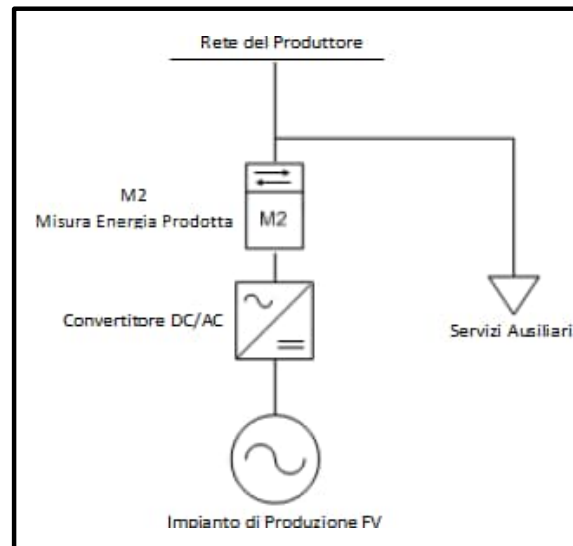 Rete del Produttore
M2
Misura Energia Prodotta
M2
Convertitore DC/AC
Servizi Ausiliari
Impianto di Produzione FV